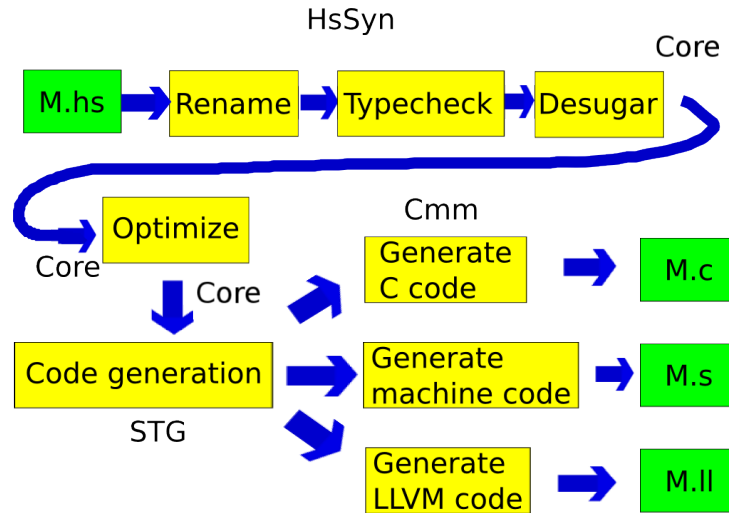 HsSyn
Core
M.hs
Rename
Typecheck
Desugar
Optimize
Core
Core
Cmm
Generate
C code
M.c
Code generation
STG
Generate
machine code
M.s
Generate
LLVM code
M.ll